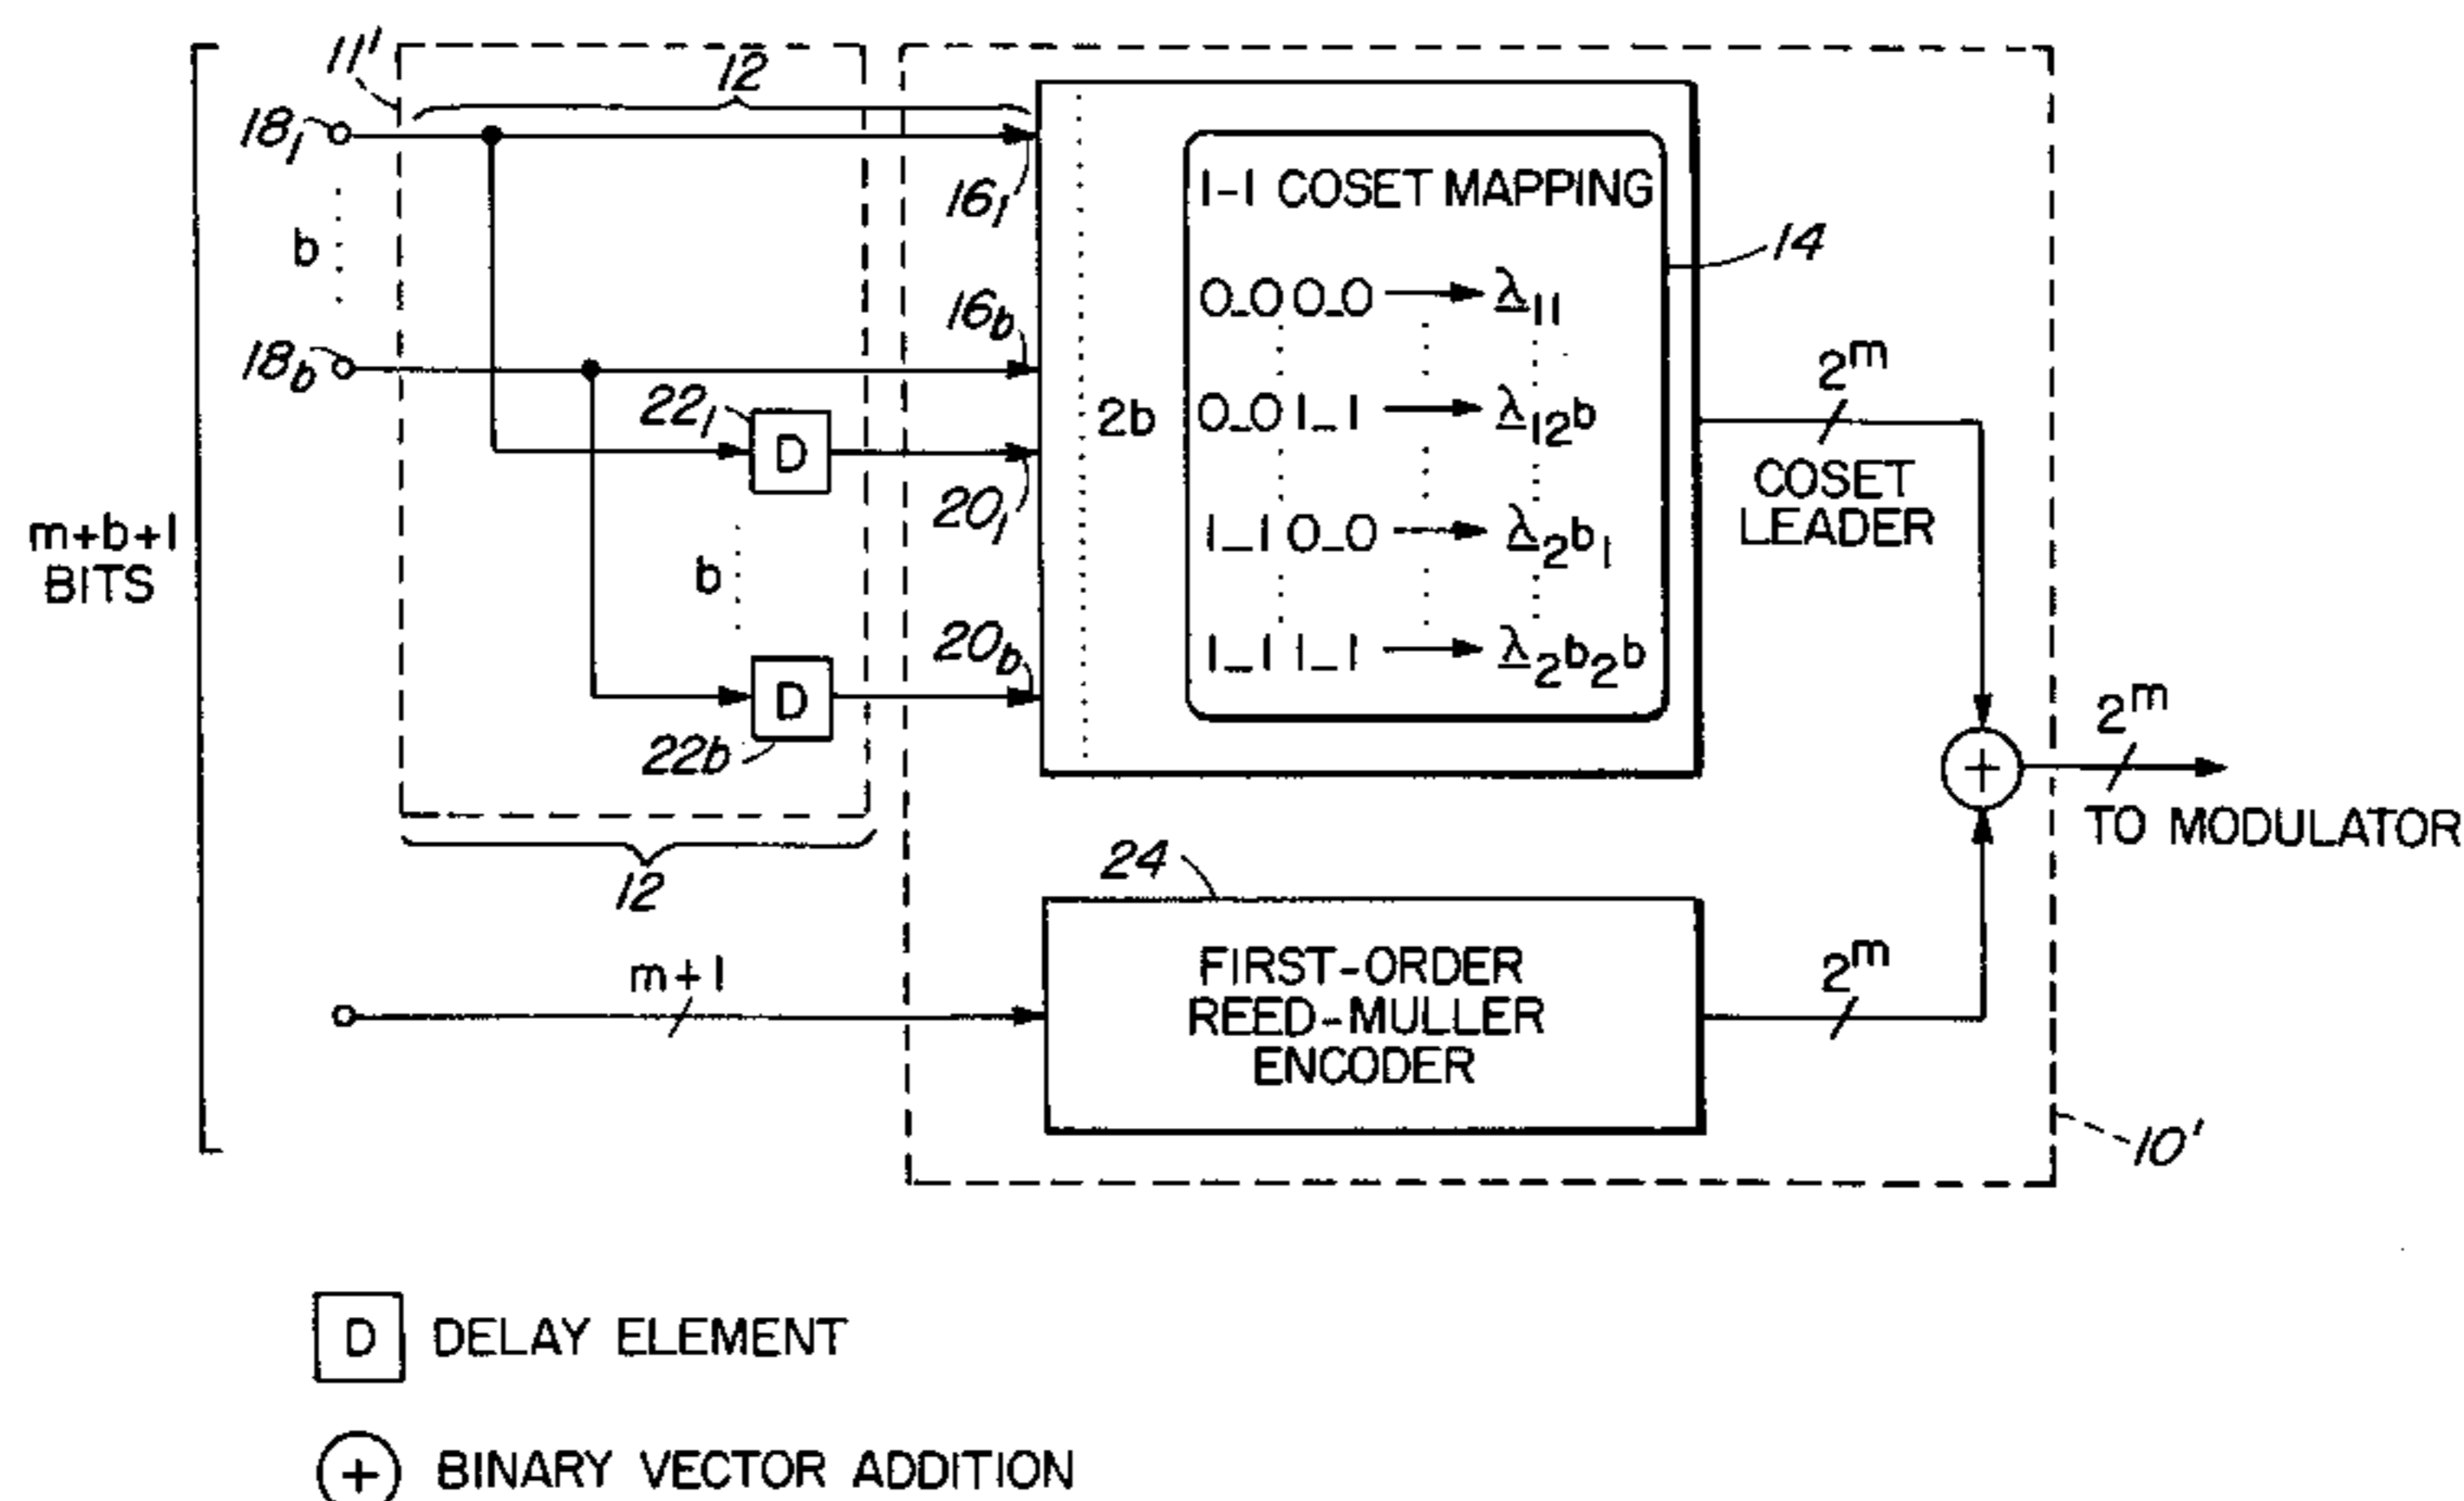 11'
12
18₁
b
18b
m+b+1
BITS
16₁
16b
22₁
D
20₁
b
20b
D
22b
12
2b
1-1 COSET MAPPING
0_0 0_0 → λ11
0_0 1_1 → λ12b
1_1 0_0 → λ2b1
1_1 1_1 → λ2b2b
14
2ᵐ
COSET
LEADER
+
2ᵐ
TO MODULATOR
24
m+1
FIRST-ORDER
REED-MULLER
ENCODER
2ᵐ
10'
D DELAY ELEMENT
+ BINARY VECTOR ADDITION